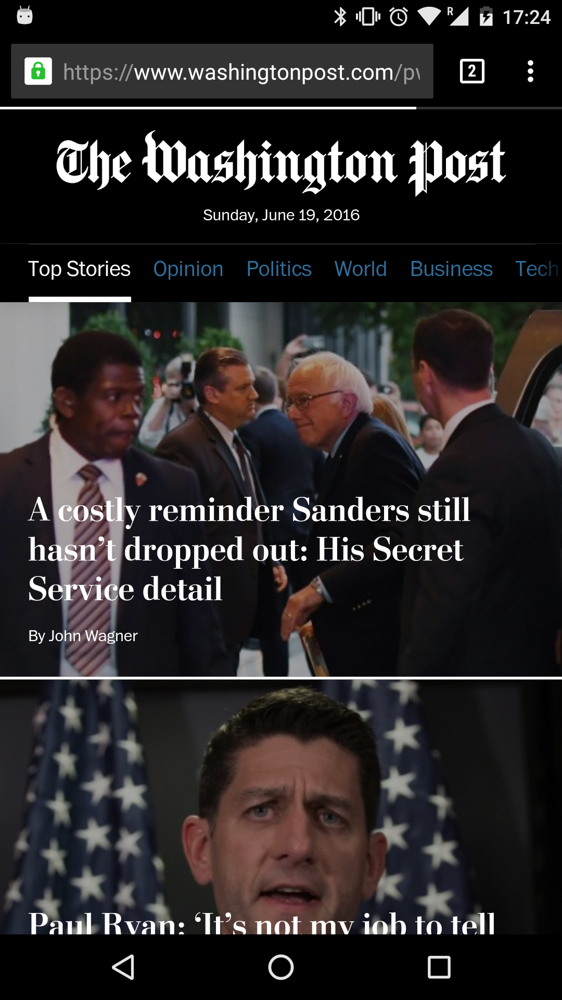 R 17:24
https://www.washingtonpost.com/pw
2
The Washington Post
Sunday, June 19, 2016
Top Stories Opinion Politics World Business Tech
A costly reminder Sanders still
hasn’t dropped out: His Secret
Service detail
By John Wagner
Paul Ryan: ‘It’s not my job to tell